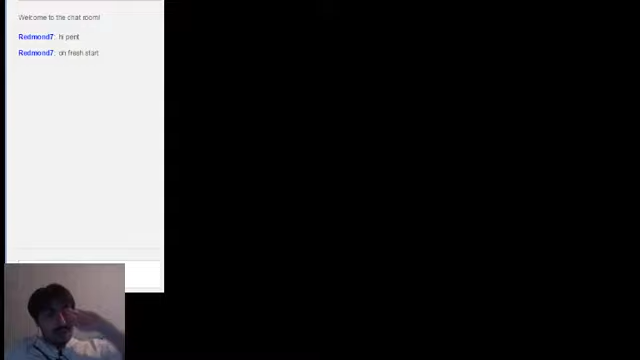 Welcome to the chat room!
Redmond7: hi pent
Redmond7: on fresh start